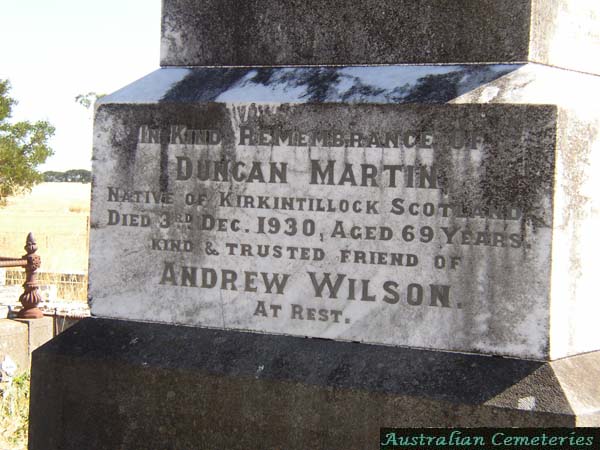 In Kind Remembrance of
Duncan Martin
Native of Kirkintillock Scotland
Died 3rd Dec. 1930, Aged 69 Years.
Kind & Trusted Friend of
Andrew Wilson.
At Rest.
Australian Cemeteries